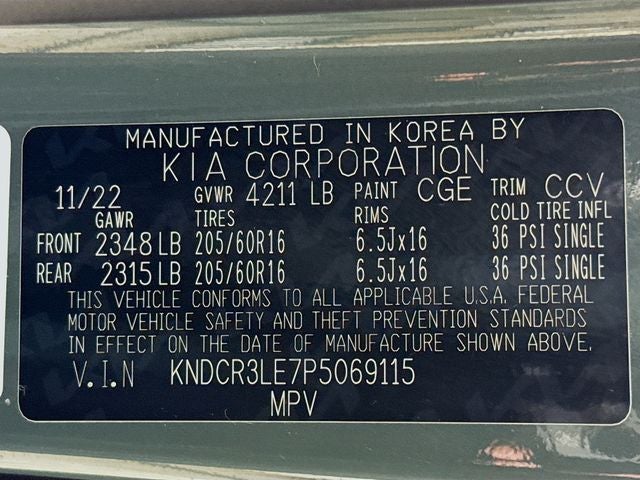 MANUFACTURED IN KOREA BY
KIA CORPORATION
11/22 GVWR 4211 LB PAINT CGE TRIM CCV
GAWR TIRES RIMS COLD TIRE INFL
FRONT 2348 LB 205/60R16 6.5Jx16 36 PSI SINGLE
REAR 2315 LB 205/60R16 6.5Jx16 36 PSI SINGLE
THIS VEHICLE CONFORMS TO ALL APPLICABLE U.S.A. FEDERAL
MOTOR VEHICLE SAFETY AND THEFT PREVENTION STANDARDS
IN EFFECT ON THE DATE OF MANUFACTURE SHOWN ABOVE.
V.I.N KNDCR3LE7P5069115
MPV